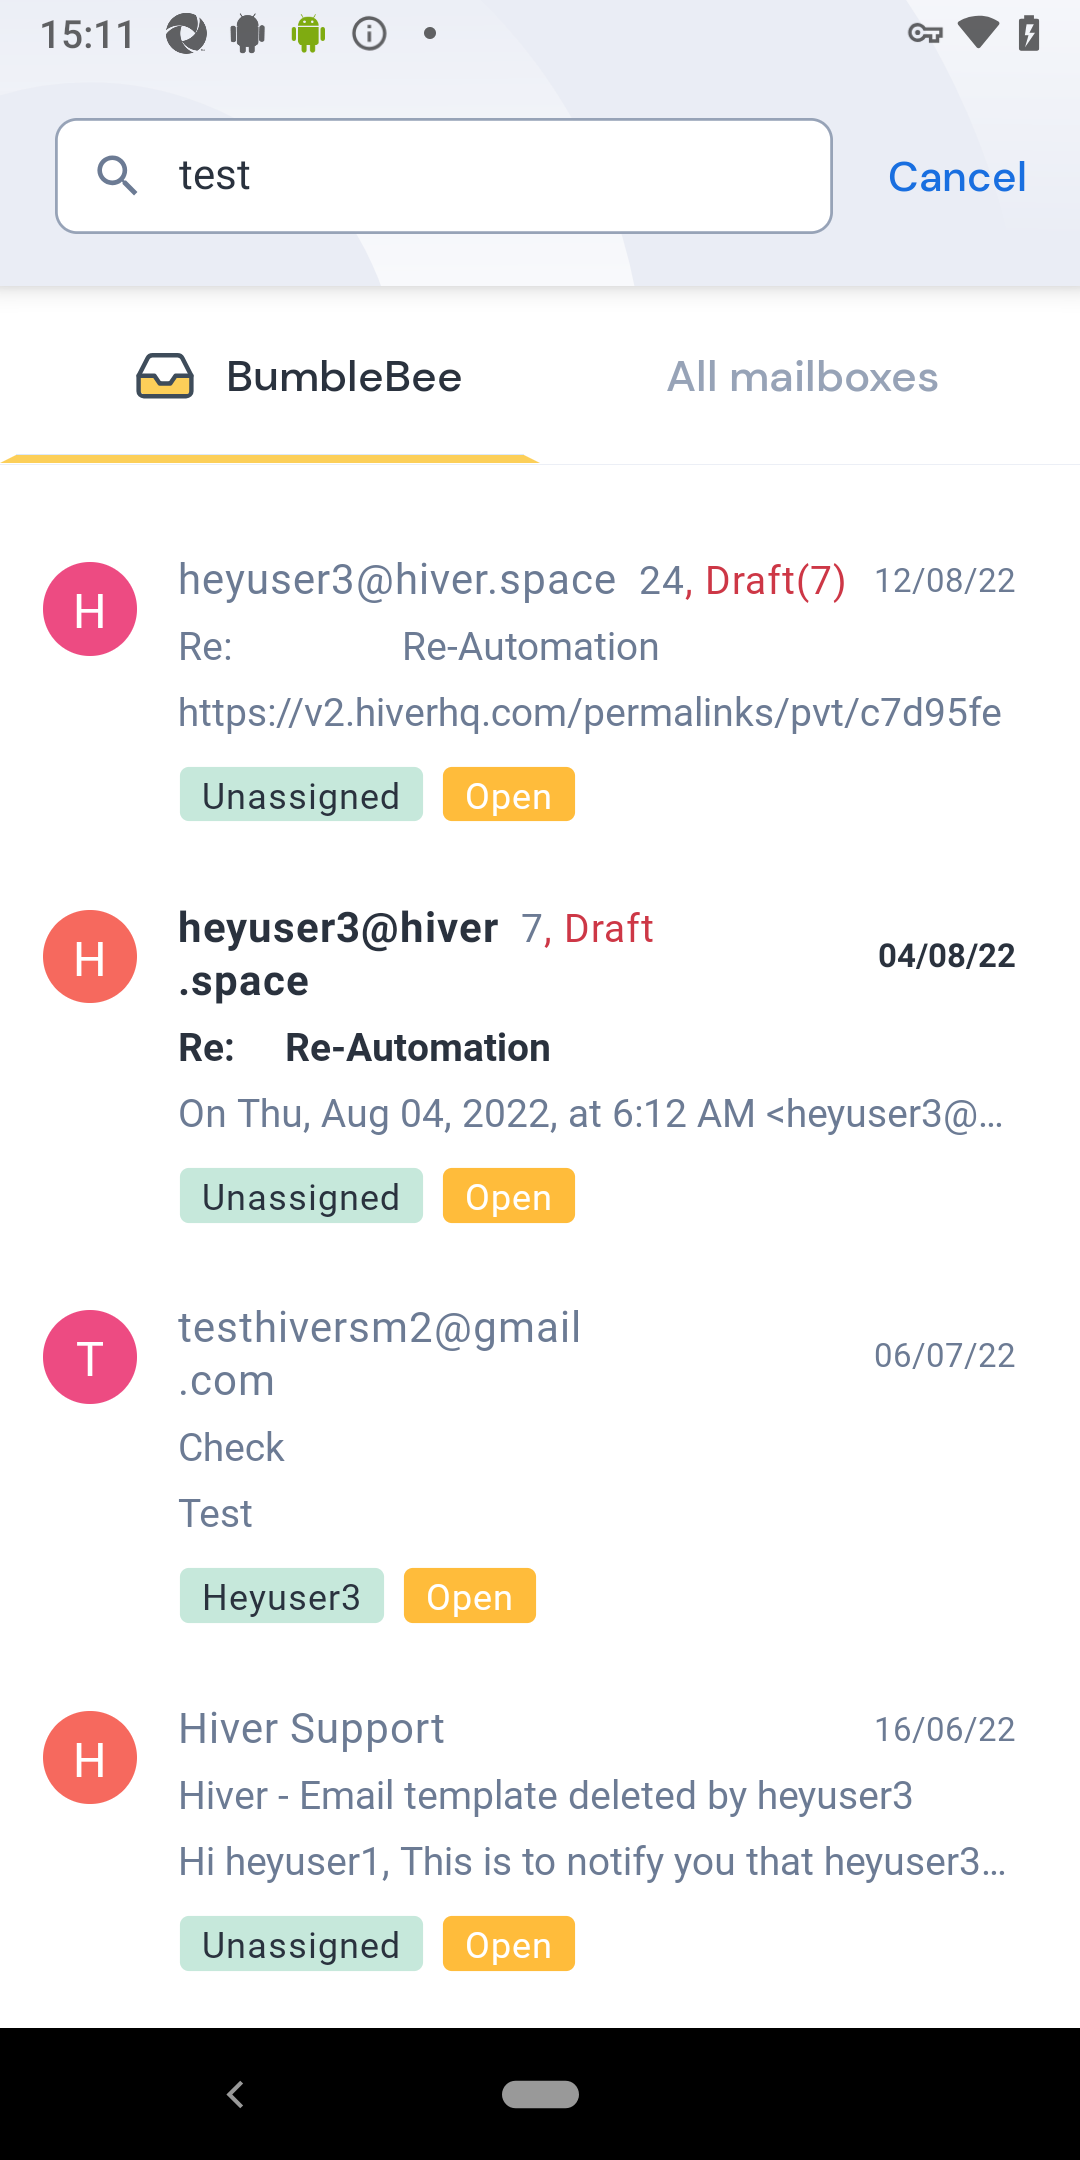 15:11
test
Cancel
BumbleBee
All mailboxes
H
heyuser3@hiver.space 24, Draft(7) 12/08/22
Re: Re-Automation
https://v2.hiverhq.com/permalinks/pvt/c7d95fe
Unassigned Open
H
heyuser3@hiver 7, Draft
.space
04/08/22
Re: Re-Automation
On Thu, Aug 04, 2022, at 6:12 AM <heyuser3@...
Unassigned Open
T
testhiversm2@gmail
.com
06/07/22
Check
Test
Heyuser3 Open
H
Hiver Support 16/06/22
Hiver - Email template deleted by heyuser3
Hi heyuser1, This is to notify you that heyuser3...
Unassigned Open